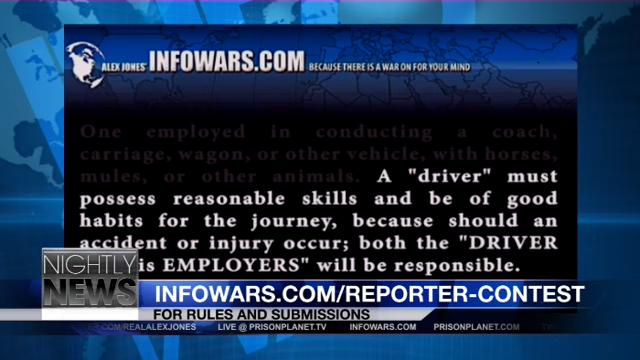 ALEX JONES' INFOWARS.COM BECAUSE THERE IS A WAR ON FOR YOUR MIND
One employed in conducting a coach,
carriage, wagon, or other vehicle, with horses,
mules, or other animals. A "driver" must
possess reasonable skills and be of good
habits for the journey, because should an
accident or injury occur; both the "DRIVER
is EMPLOYERS" will be responsible.
NIGHTLY
NEWS
INFOWARS.COM/REPORTER-CONTEST
FOR RULES AND SUBMISSIONS
COM/REALALEXJONES LIVE @ PRISONPLANET.TV INFOWARS.COM PRISONPLANET.COM